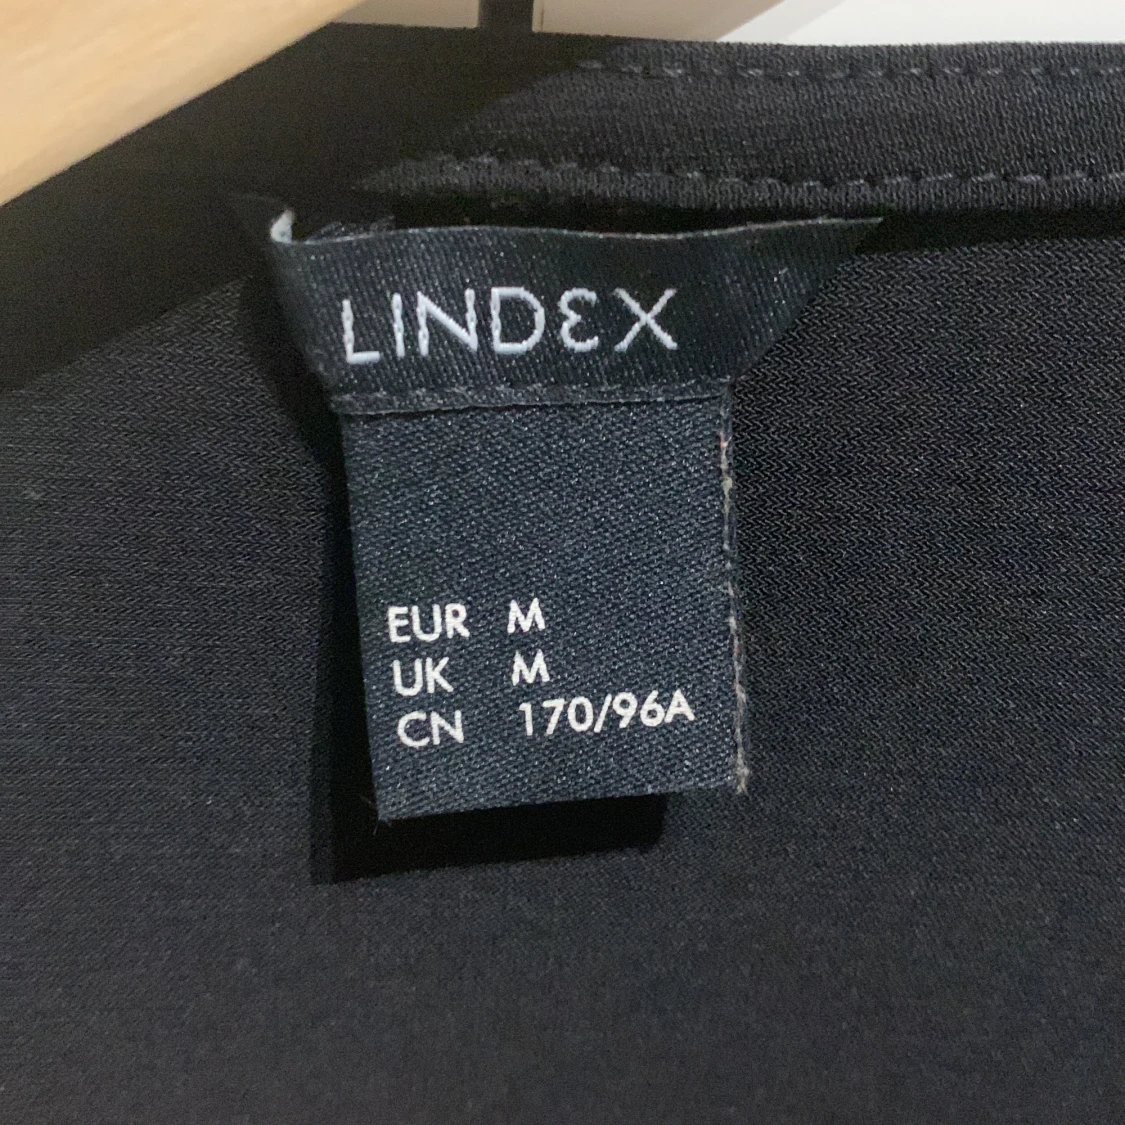 LINDEX
EUR M
UK M
CN 170/96A